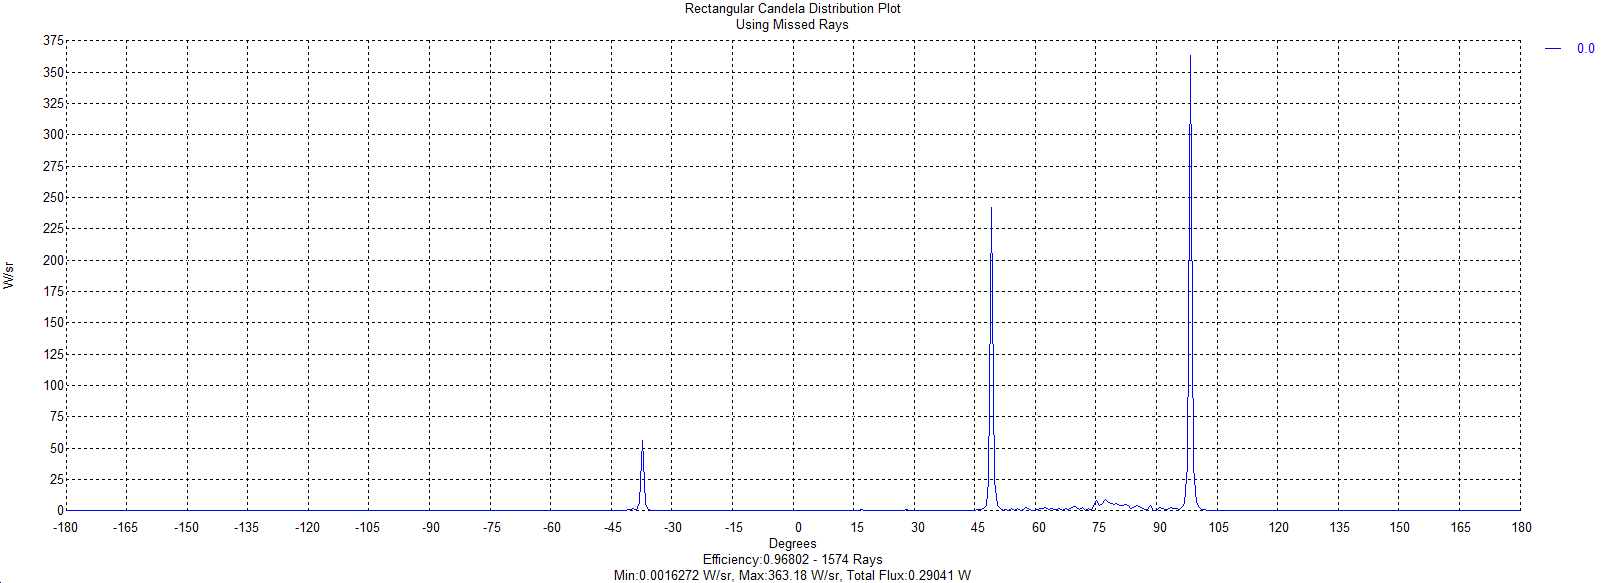 Rectangular Candela Distribution Plot
Using Missed Rays
375
350
325
300
275
250
225
200
175
150
125
100
75
50
25
0
W/sr
-180 -165 -150 -135 -120 -105 -90 -75 -60 -45 -30 -15 0 15 30 45 60 75 90 105 120 135 150 165 180
Degrees
Efficiency:0.96802 - 1574 Rays
Min:0.0016272 W/sr, Max:363.18 W/sr, Total Flux:0.29041 W
0.0